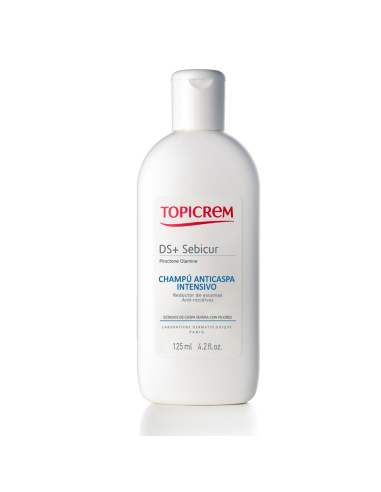 TOPICREM
DS+ Sebicur
Piroctone Olamine
CHAMPÚ ANTICASPA
INTENSIVO
Reductor de escamas
Anti-recidivas
ESTADOS DE CASPA SEVERA CON PICORES
LABORATOIRE DERMATOLOGIQUE
PARIS
125 ml 4.2 fl.oz.